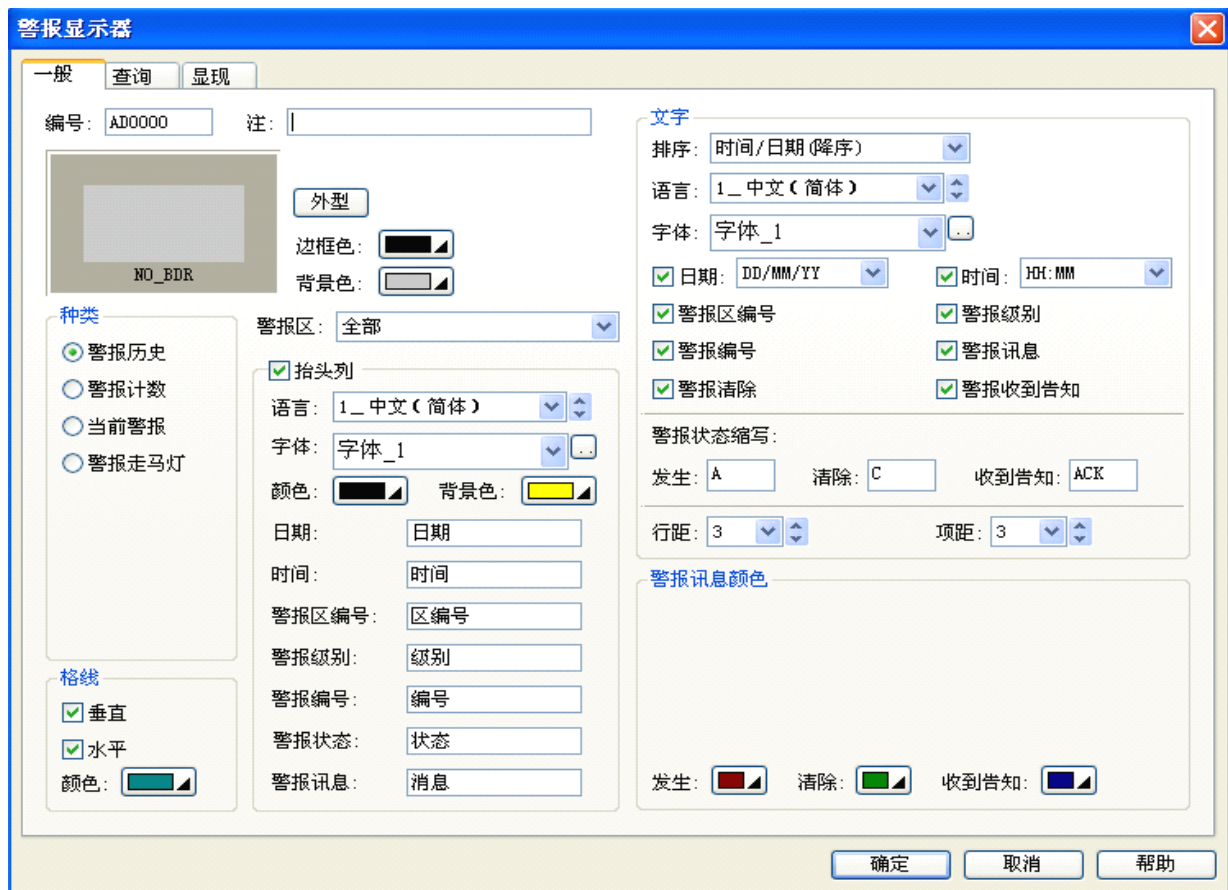 警报显示器
一般 查询 显现
编号: AD0000 注:
NO_BDR
外型
边框色:
背景色:
种类
警报历史
警报计数
当前警报
警报走马灯
格线
垂直
水平
颜色:
警报区: 全部
抬头列
语言: 1_中文(简体)
字体: 字体_1
颜色: 背景色:
日期: 日期
时间: 时间
警报区编号: 区编号
警报级别: 级别
警报编号: 编号
警报状态: 状态
警报讯息: 消息
文字
排序: 时间/日期(降序)
语言: 1_中文(简体)
字体: 字体_1 ..
日期: DD/MM/YY 时间: HH:MM
警报区编号 警报级别
警报编号 警报讯息
警报清除 警报收到告知
警报状态缩写:
发生: A 清除: C 收到告知: ACK
行距: 3 项距: 3
警报讯息颜色
发生: 清除: 收到告知:
确定 取消 帮助